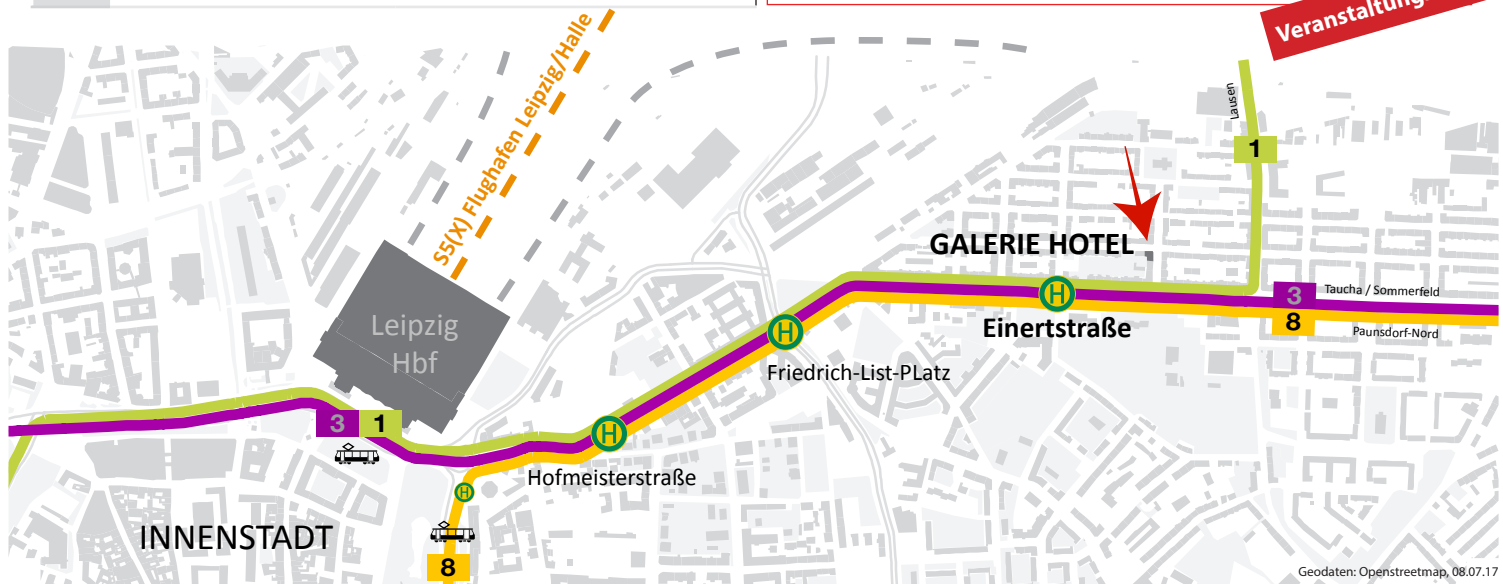 Veranstaltung
S5(X) Flughafen Leipzig/Halle
Lausen
1
GALERIE HOTEL
H
Einertstraße
3
Taucha / Sommerfeld
8
Paunsdorf-Nord
Leipzig
Hbf
H
Friedrich-List-PLatz
3
1
H
Hofmeisterstraße
H
INNENSTADT
8
Geodaten: Openstreetmap, 08.07.17